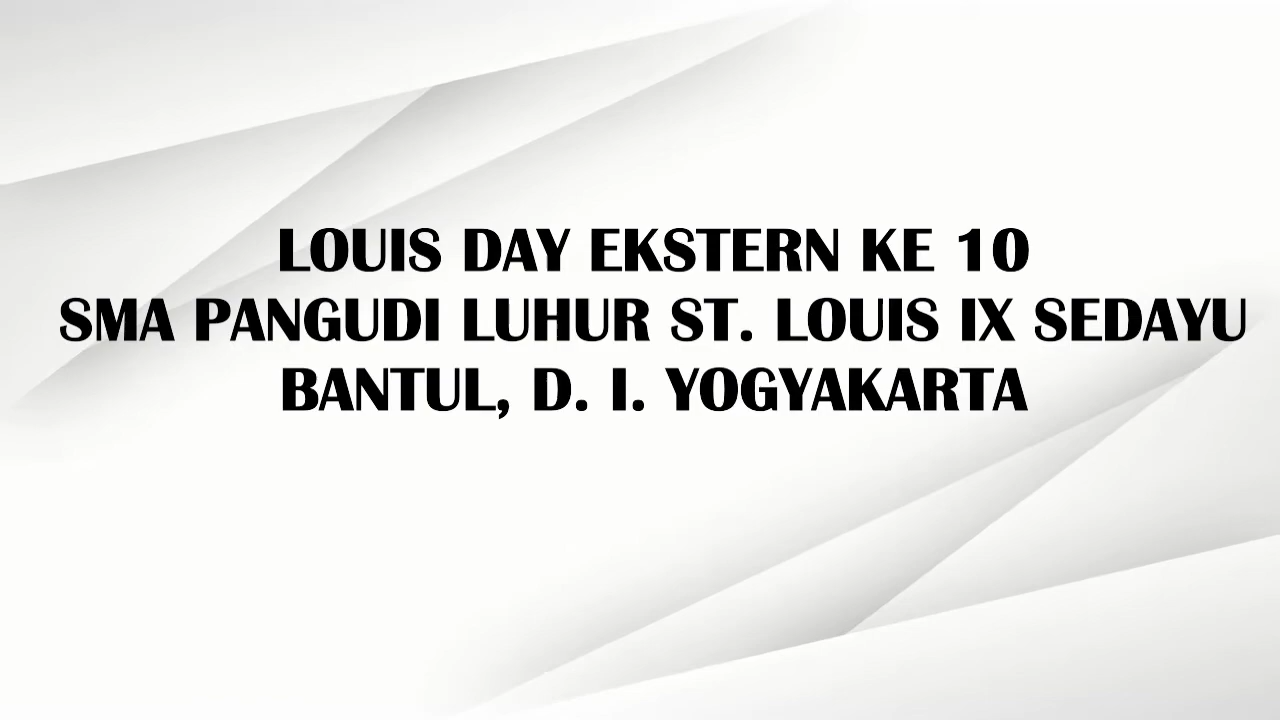 LOUIS DAY EKSTERN KE 10
SMA PANGUDI LUHUR ST. LOUIS IX SEDAYU
BANTUL, D. I. YOGYAKARTA